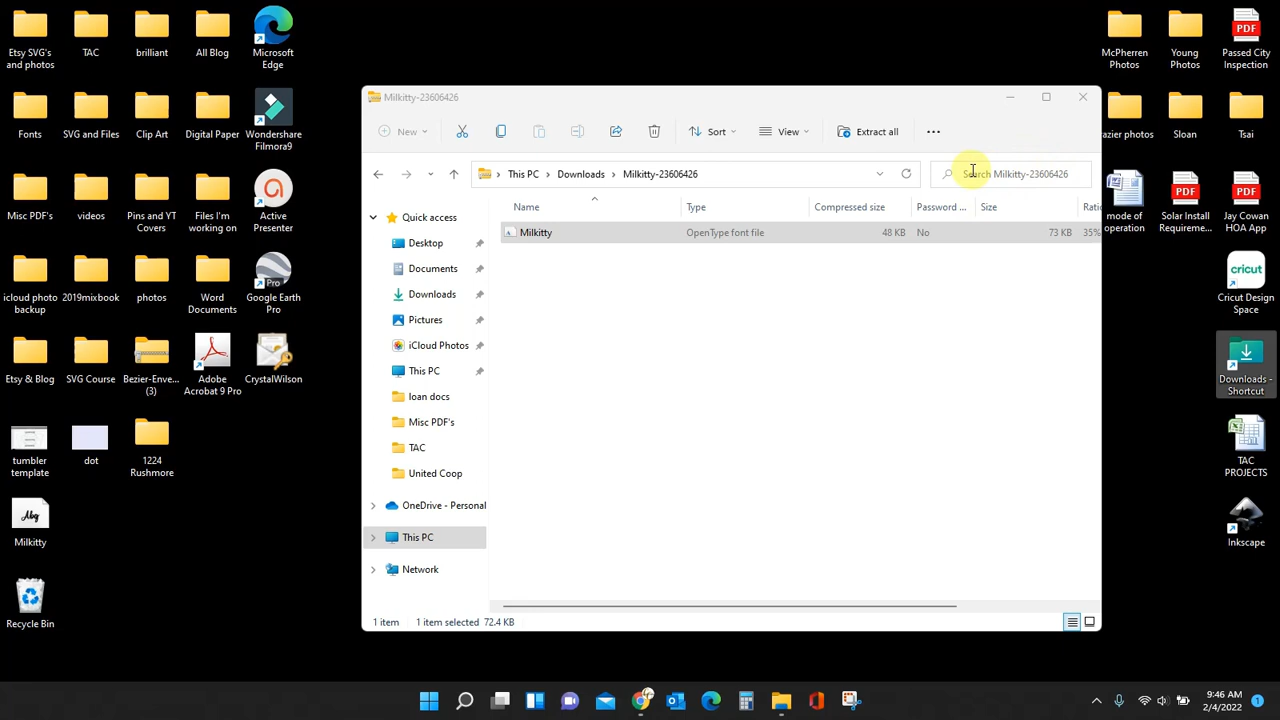 Etsy SVG's and photos
TAC
brilliant
All Blog
Microsoft Edge
Fonts
SVG and Files
Clip Art
Digital Paper
Wondershare Filmora9
Misc PDF's
videos
Pins and YT Covers
Files I'm working on
Active Presenter
icloud photo backup
2019mixbook
photos
Word Documents
Pro
Google Earth Pro
Etsy & Blog
SVG Course
Bezier-Enve... (3)
Adobe Acrobat 9 Pro
CrystalWilson
tumbler template
dot
1224 Rushmore
Abg
Milkitty
Recycle Bin
Milkitty-23606426
New
Sort
View
Extract all
This PC > Downloads > Milkitty-23606426
Search Milkitty-23606426
Name Type Compressed size Password ... Size Ratio
Milkitty OpenType font file 48 KB No 73 KB 35%
Quick access
Desktop
Documents
Downloads
Pictures
iCloud Photos
This PC
loan docs
Misc PDF's
TAC
United Coop
OneDrive - Personal
This PC
Network
1 item 1 item selected 72.4 KB
McPherren Photos
Young Photos
PDF
Passed City Inspection
Sloan
Tsai
mode of operation
PDF
Solar Install Requireme...
PDF
Jay Cowan HOA App
cricut
Cricut Design Space
Downloads - Shortcut
TAC PROJECTS
Inkscape
9:46 AM
2/4/2022
1